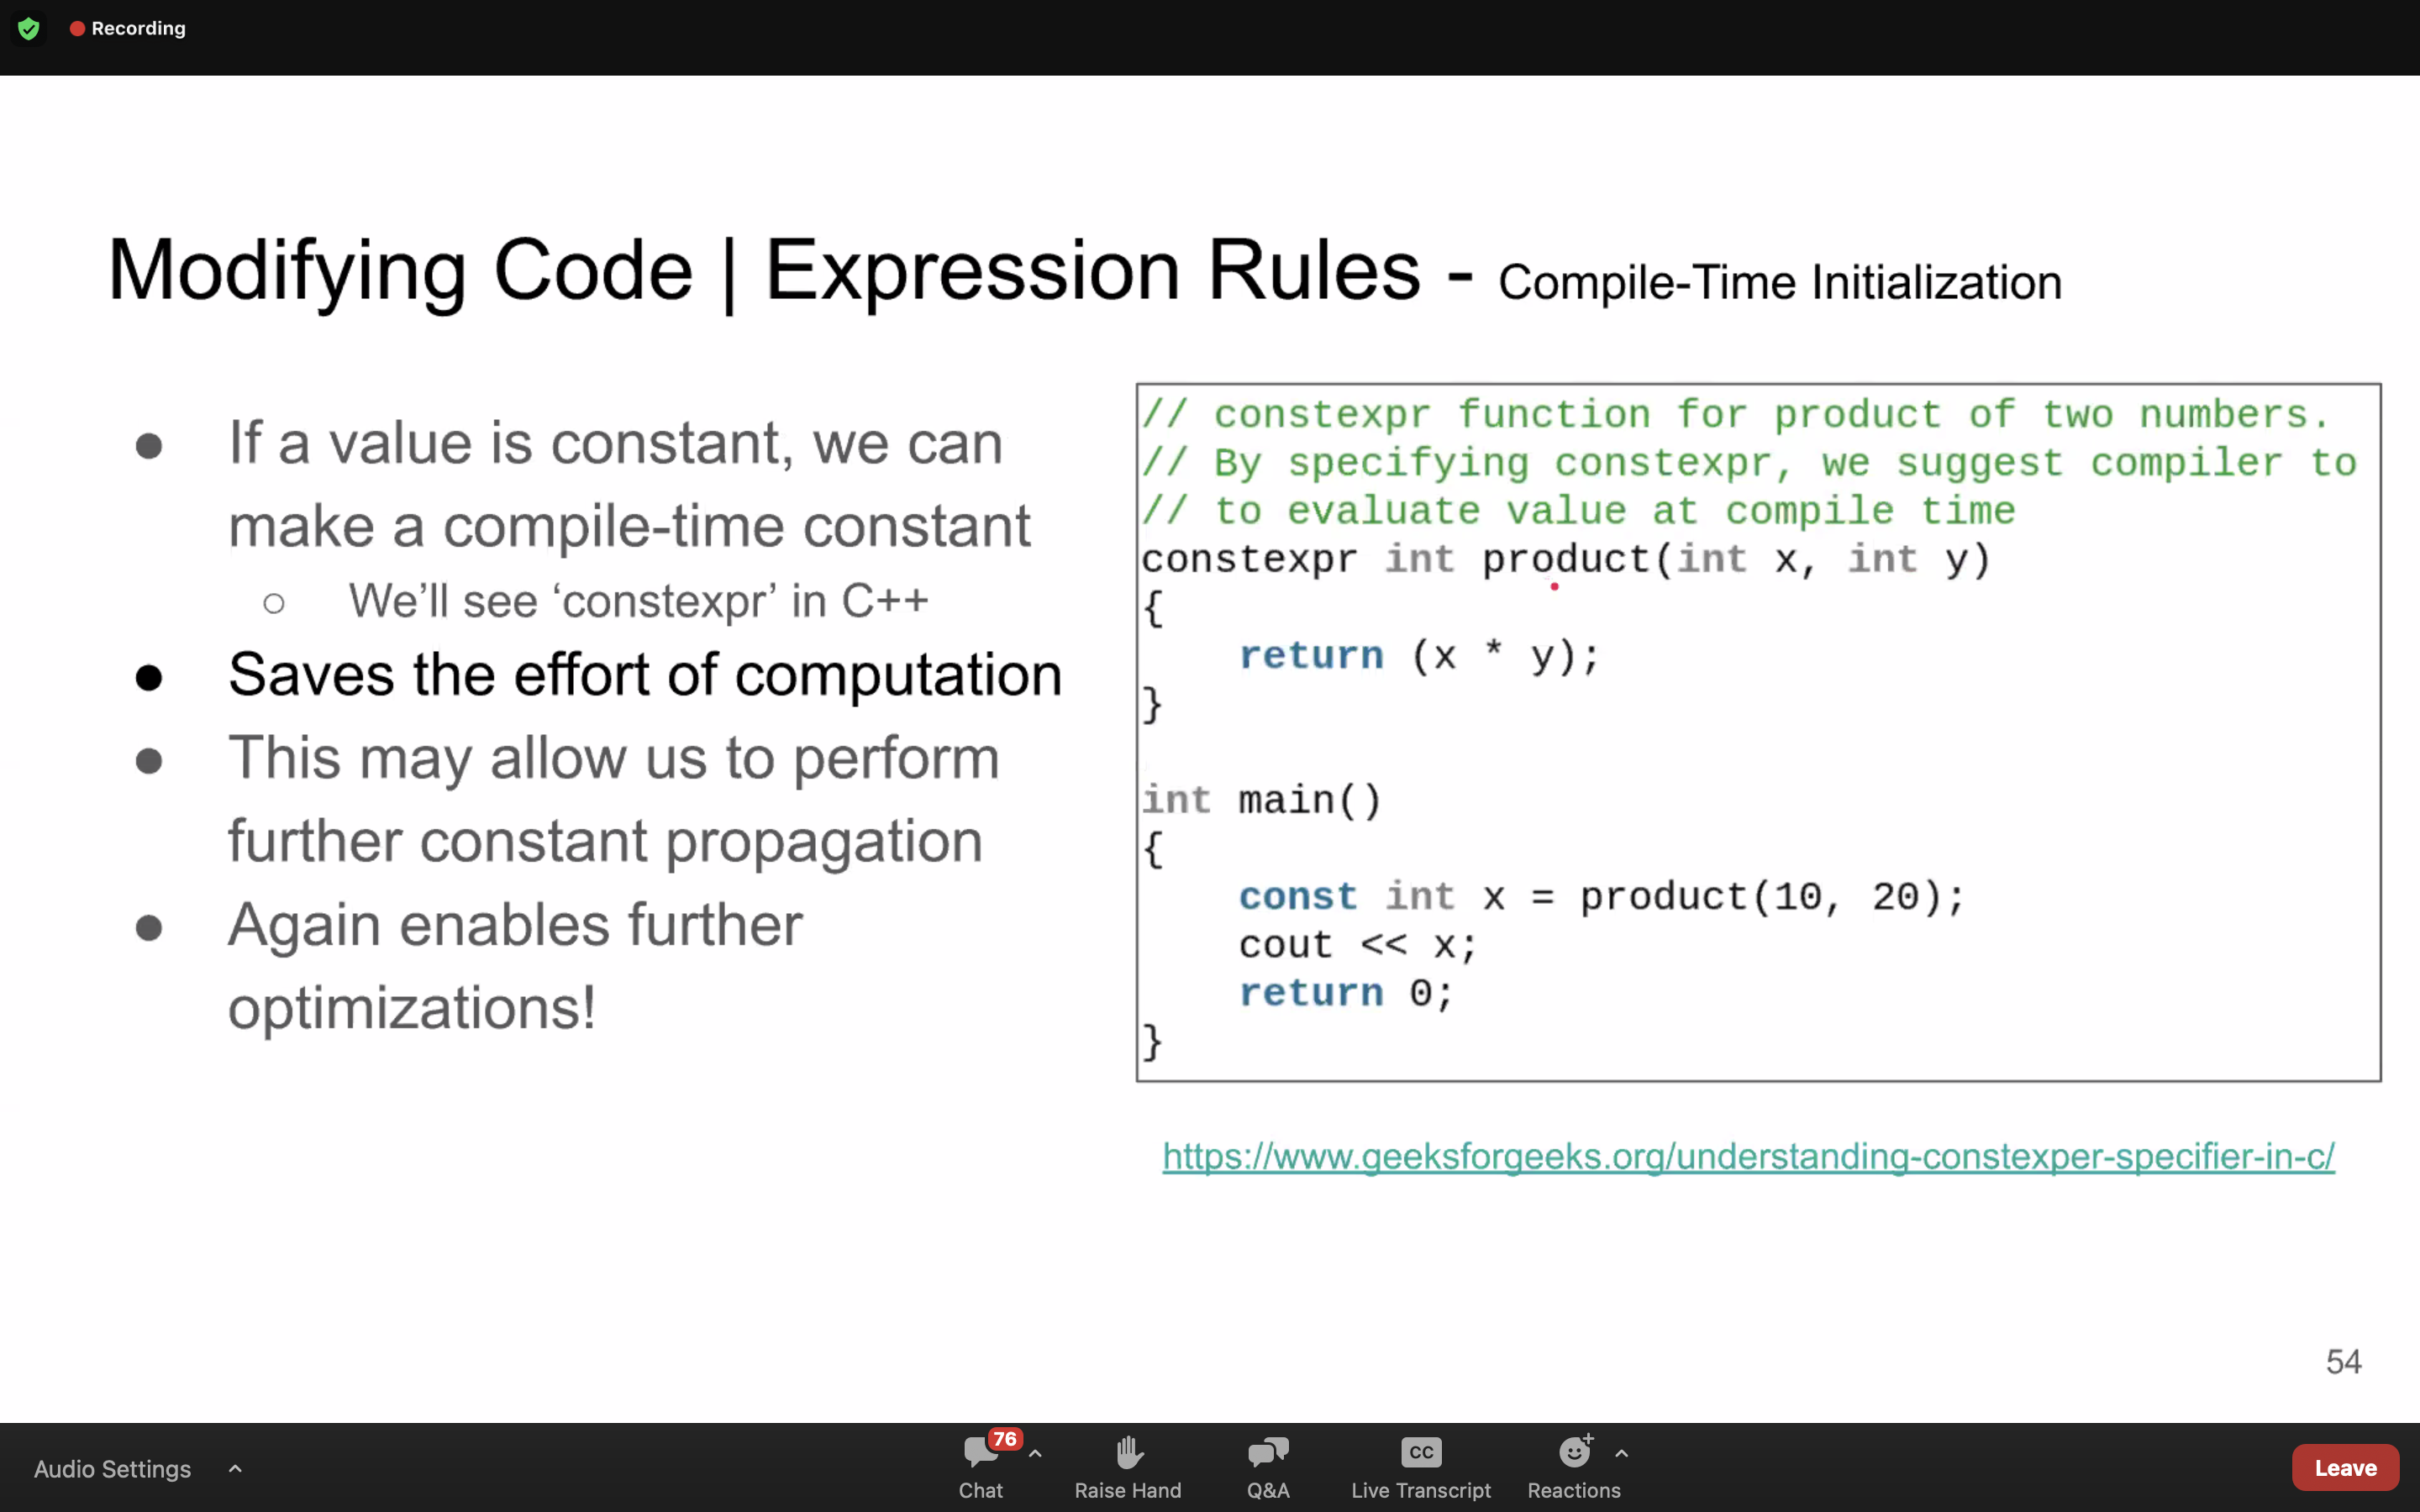 Recording
Modifying Code | Expression Rules - Compile-Time Initialization
● If a value is constant, we can
make a compile-time constant
○ We’ll see ‘constexpr’ in C++
● Saves the effort of computation
● This may allow us to perform
further constant propagation
● Again enables further
optimizations!
// constexpr function for product of two numbers.
// By specifying constexpr, we suggest compiler to
// to evaluate value at compile time
constexpr int product(int x, int y)
{
    return (x * y);
}
int main()
{
    const int x = product(10, 20);
    cout << x;
    return 0;
}
https://www.geeksforgeeks.org/understanding-constexper-specifier-in-c/
54
Audio Settings
76
Chat
Raise Hand
Q&A
CC
Live Transcript
Reactions
Leave